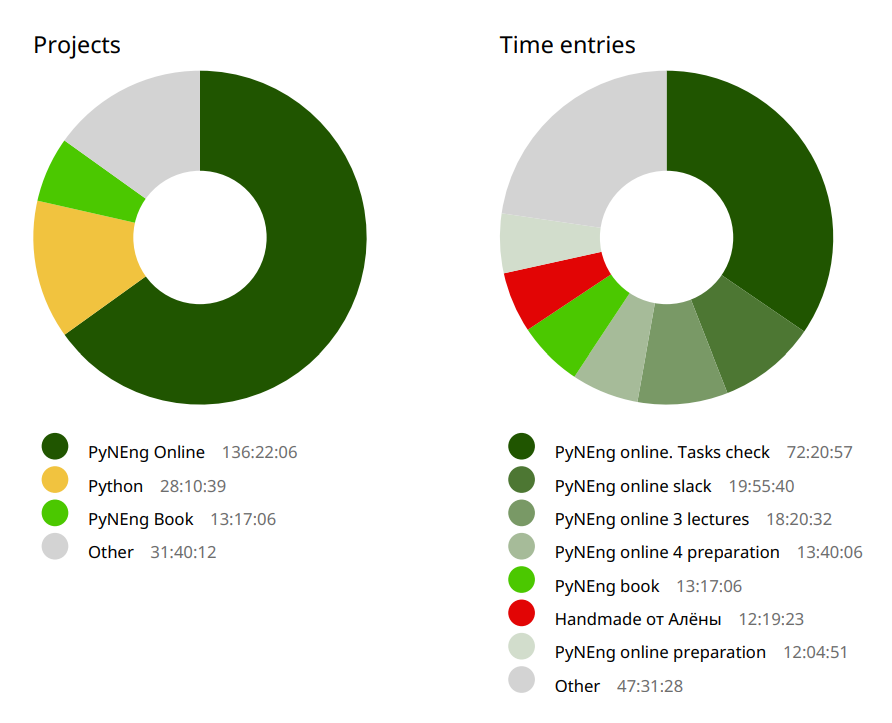 Projects
PyNEng Online 136:22:06
Python 28:10:39
PyNEng Book 13:17:06
Other 31:40:12
Time entries
PyNEng online. Tasks check 72:20:57
PyNEng online slack 19:55:40
PyNEng online 3 lectures 18:20:32
PyNEng online 4 preparation 13:40:06
PyNEng book 13:17:06
Handmade от Алёны 12:19:23
PyNEng online preparation 12:04:51
Other 47:31:28